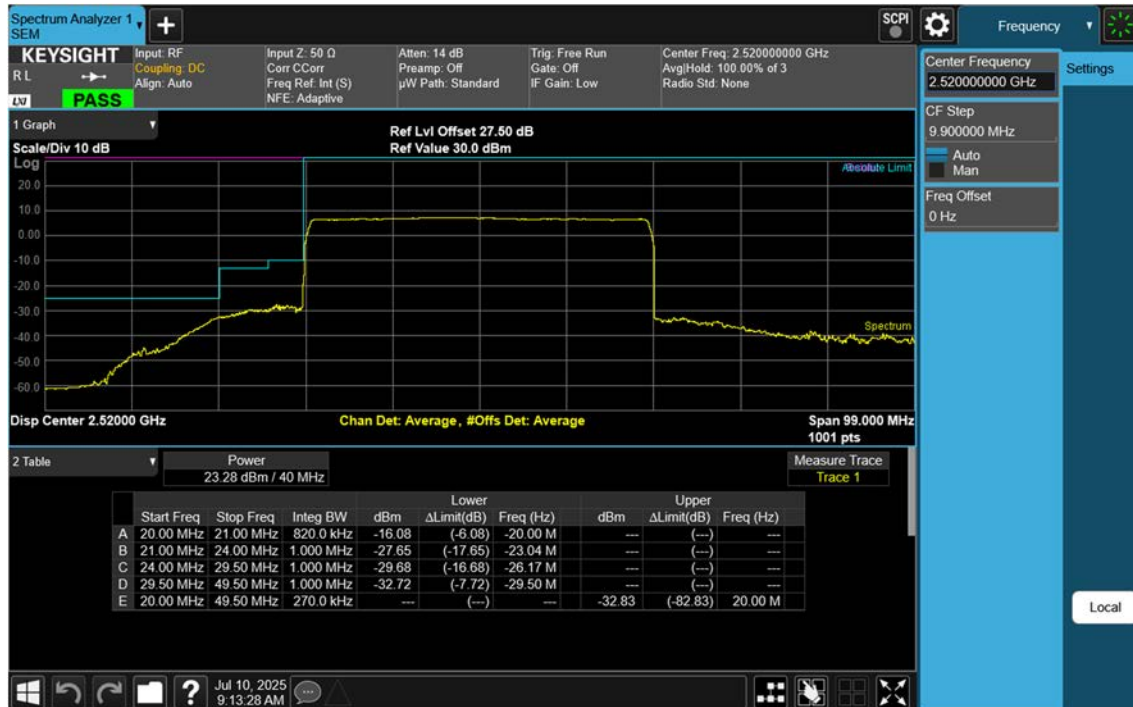 Spectrum Analyzer 1
SEM
SCPI
Frequency
KEYSIGHT
R L
LXI
PASS
Input: RF
Coupling: DC
Align: Auto
Input Z: 50 Ω
Corr CCorr
Freq Ref: Int (S)
NFE: Adaptive
Atten: 14 dB
Preamp: Off
µW Path: Standard
Trig: Free Run
Gate: Off
IF Gain: Low
Center Freq: 2.520000000 GHz
Avg|Hold: 100.00% of 3
Radio Std: None
Center Frequency
2.520000000 GHz
Settings
CF Step
9.900000 MHz
Auto
Man
Freq Offset
0 Hz
1 Graph
Scale/Div 10 dB
Ref Lvl Offset 27.50 dB
Ref Value 30.0 dBm
Log
Absolute Limit
20.0
10.0
0.00
-10.0
-20.0
-30.0
-40.0
-50.0
-60.0
Spectrum
Disp Center 2.52000 GHz
Chan Det: Average, #Offs Det: Average
Span 99.000 MHz
1001 pts
2 Table
Power
23.28 dBm / 40 MHz
Measure Trace
Trace 1
Lower Upper
Start Freq Stop Freq Integ BW dBm ΔLimit(dB) Freq (Hz) dBm ΔLimit(dB) Freq (Hz)
A 20.00 MHz 21.00 MHz 820.0 kHz -16.08 (-6.08) -20.00 M --- (---) ---
B 21.00 MHz 24.00 MHz 1.000 MHz -27.65 (-17.65) -23.04 M --- (---) ---
C 24.00 MHz 29.50 MHz 1.000 MHz -29.68 (-16.68) -26.17 M --- (---) ---
D 29.50 MHz 49.50 MHz 1.000 MHz -32.72 (-7.72) -29.50 M --- (---) ---
E 20.00 MHz 49.50 MHz 270.0 kHz --- (---) --- -32.83 (-82.83) 20.00 M
Local
?
Jul 10, 2025
9:13:28 AM